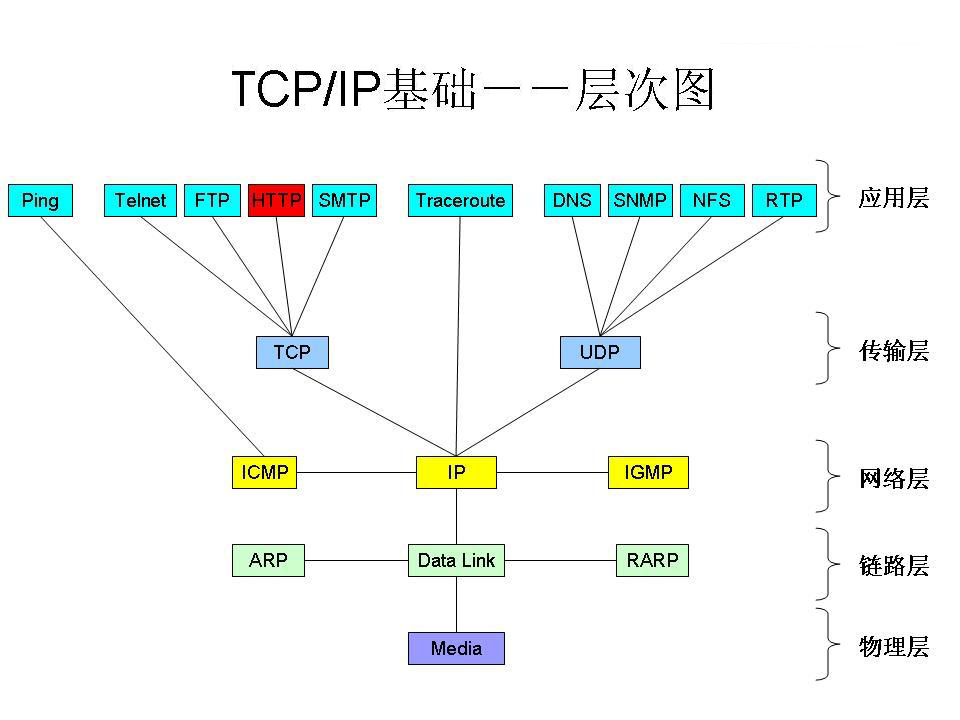 TCP/IP基础－－层次图
Ping Telnet FTP HTTP SMTP Traceroute DNS SNMP NFS RTP 应用层
TCP UDP 传输层
ICMP IP IGMP 网络层
ARP Data Link RARP 链路层
Media 物理层